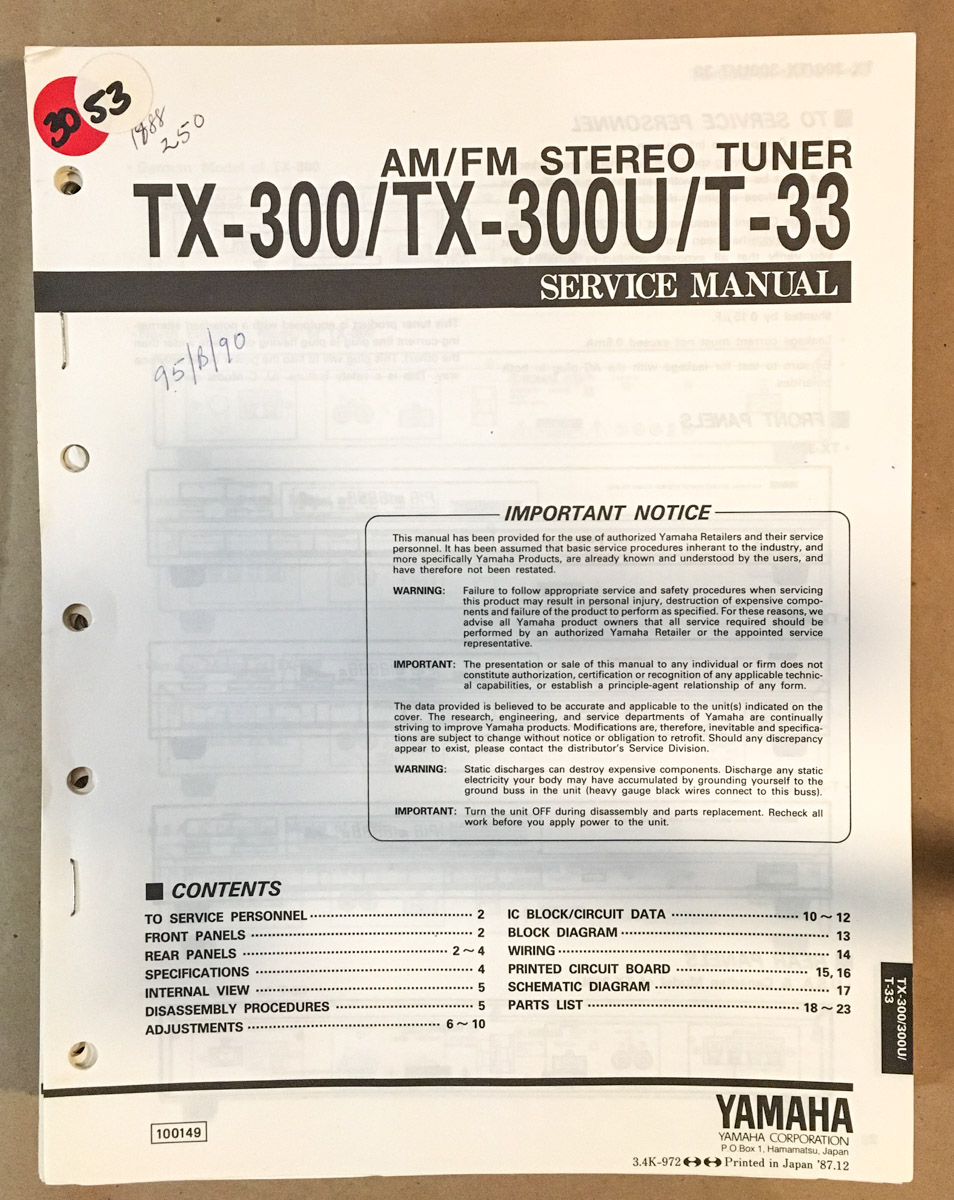 30 53
1888
250
AM/FM STEREO TUNER
TX-300/TX-300U/T-33
SERVICE MANUAL
95/B/90
IMPORTANT NOTICE
This manual has been provided for the use of authorized Yamaha Retailers and their service
personnel. It has been assumed that basic service procedures inherant to the industry, and
more specifically Yamaha Products, are already known and understood by the users, and
have therefore not been restated.
WARNING: Failure to follow appropriate service and safety procedures when servicing
this product may result in personal injury, destruction of expensive compo-
nents and failure of the product to perform as specified. For these reasons, we
advise all Yamaha product owners that all service required should be
performed by an authorized Yamaha Retailer or the appointed service
representative.
IMPORTANT: The presentation or sale of this manual to any individual or firm does not
constitute authorization, certification or recognition of any applicable technic-
al capabilities, or establish a principle-agent relationship of any form.
The data provided is believed to be accurate and applicable to the unit(s) indicated on the
cover. The research, engineering, and service departments of Yamaha are continually
striving to improve Yamaha products. Modifications are, therefore, inevitable and specifica-
tions are subject to change without notice or obligation to retrofit. Should any discrepancy
appear to exist, please contact the distributor's Service Division.
WARNING: Static discharges can destroy expensive components. Discharge any static
electricity your body may have accumulated by grounding yourself to the
ground buss in the unit (heavy gauge black wires connect to this buss).
IMPORTANT: Turn the unit OFF during disassembly and parts replacement. Recheck all
work before you apply power to the unit.
■ CONTENTS
TO SERVICE PERSONNEL 2
FRONT PANELS 2
REAR PANELS 2~4
SPECIFICATIONS 4
INTERNAL VIEW 5
DISASSEMBLY PROCEDURES 5
ADJUSTMENTS 6~10
IC BLOCK/CIRCUIT DATA 10~12
BLOCK DIAGRAM 13
WIRING 14
PRINTED CIRCUIT BOARD 15, 16
SCHEMATIC DIAGRAM 17
PARTS LIST 18~23
TX-300/300U/
T-33
100149
YAMAHA
YAMAHA CORPORATION
P.O.Box 1, Hamamatsu, Japan
3.4K-972 Printed in Japan '87.12